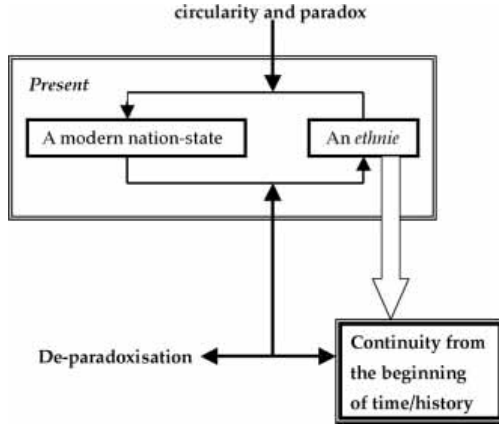 circularity and paradox
Present
A modern nation-state
An ethnie
De-paradoxisation
Continuity from
the beginning
of time/history